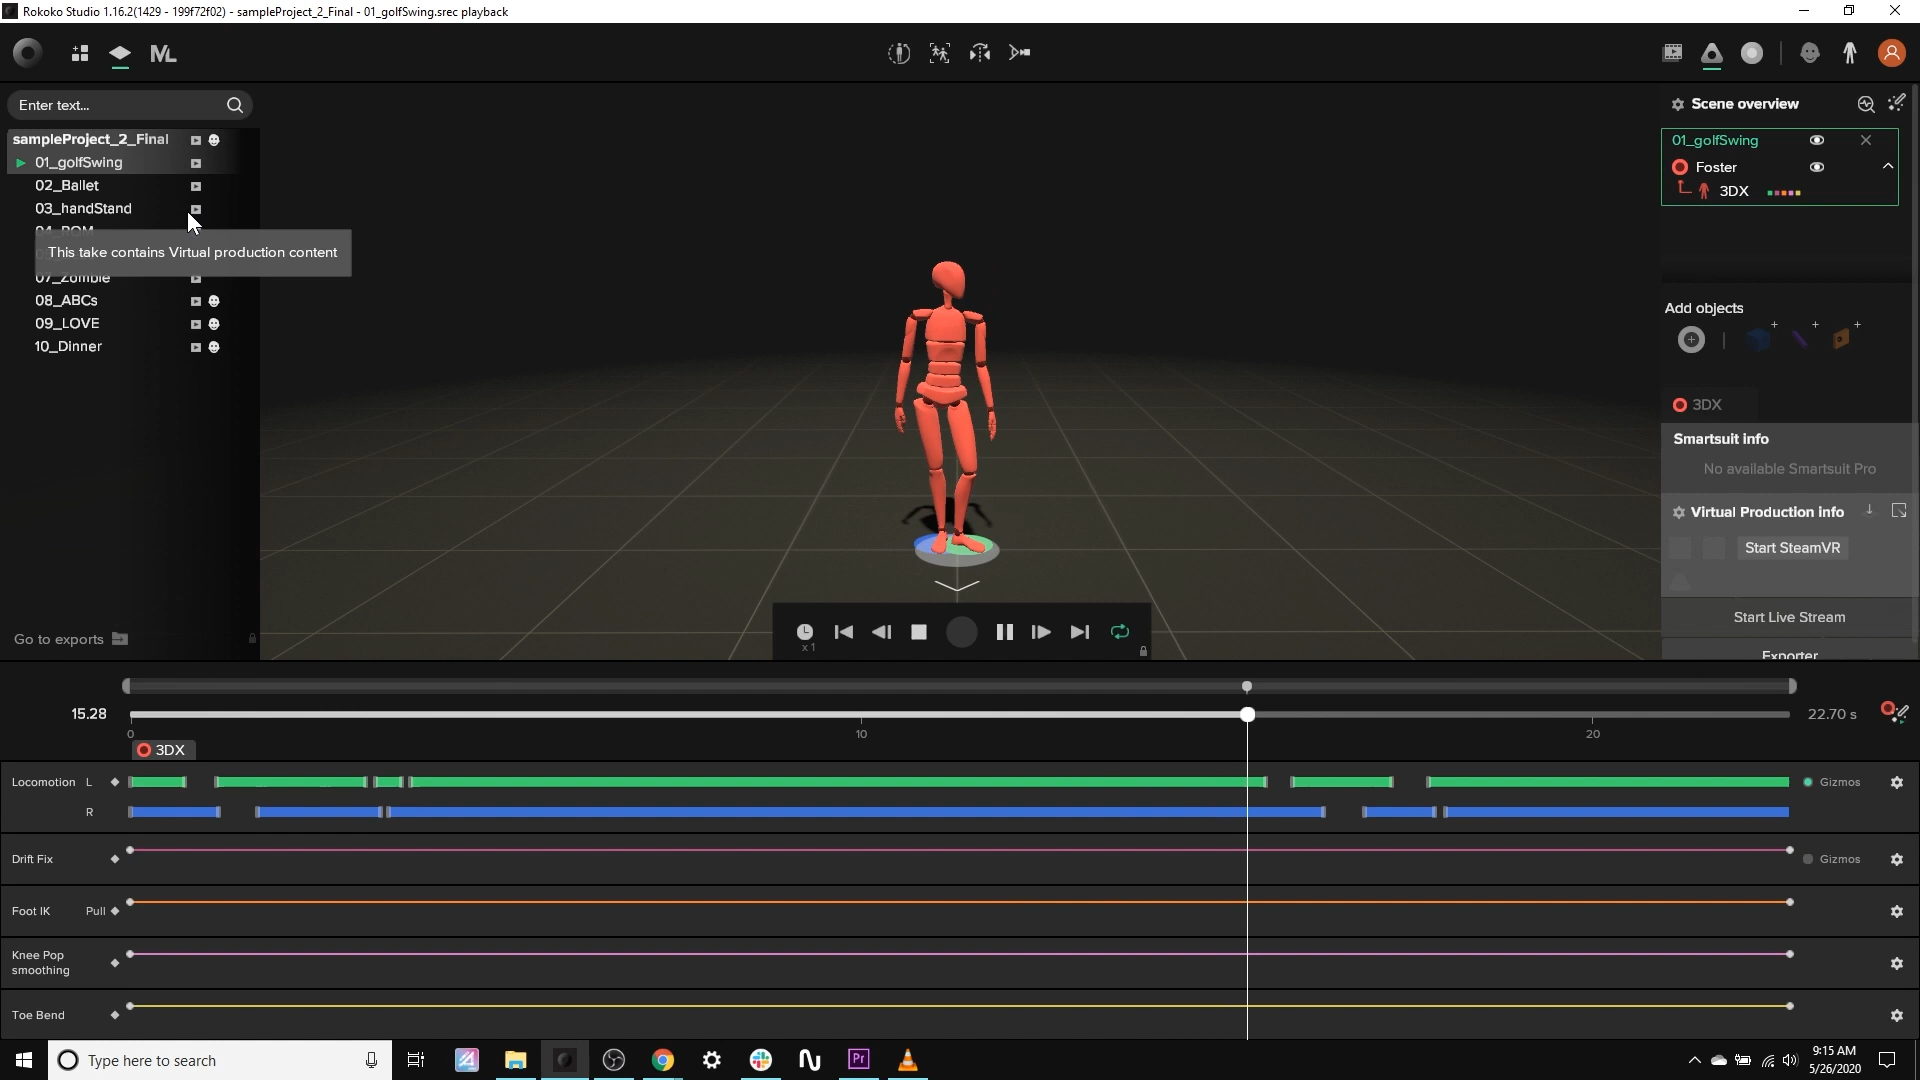 Rokoko Studio 1.16.2(1429 - 199f72f02) - sampleProject_2_Final - 01_golfSwing.srec playback
ML
Enter text...
sampleProject_2_Final
01_golfSwing
02_Ballet
03_handStand
04_ROM
This take contains Virtual production content
07_Zombie
08_ABCs
09_LOVE
10_Dinner
Go to exports
x 1
Scene overview
01_golfSwing
Foster
3DX
Add objects
3DX
Smartsuit info
No available Smartsuit Pro
Virtual Production info
Start SteamVR
Start Live Stream
Exporter
15.28
22.70 s
0
10
20
3DX
Locomotion L
Gizmos
R
Drift Fix
Gizmos
Foot IK Pull
Knee Pop
smoothing
Toe Bend
Type here to search
Pr
9:15 AM
5/26/2020